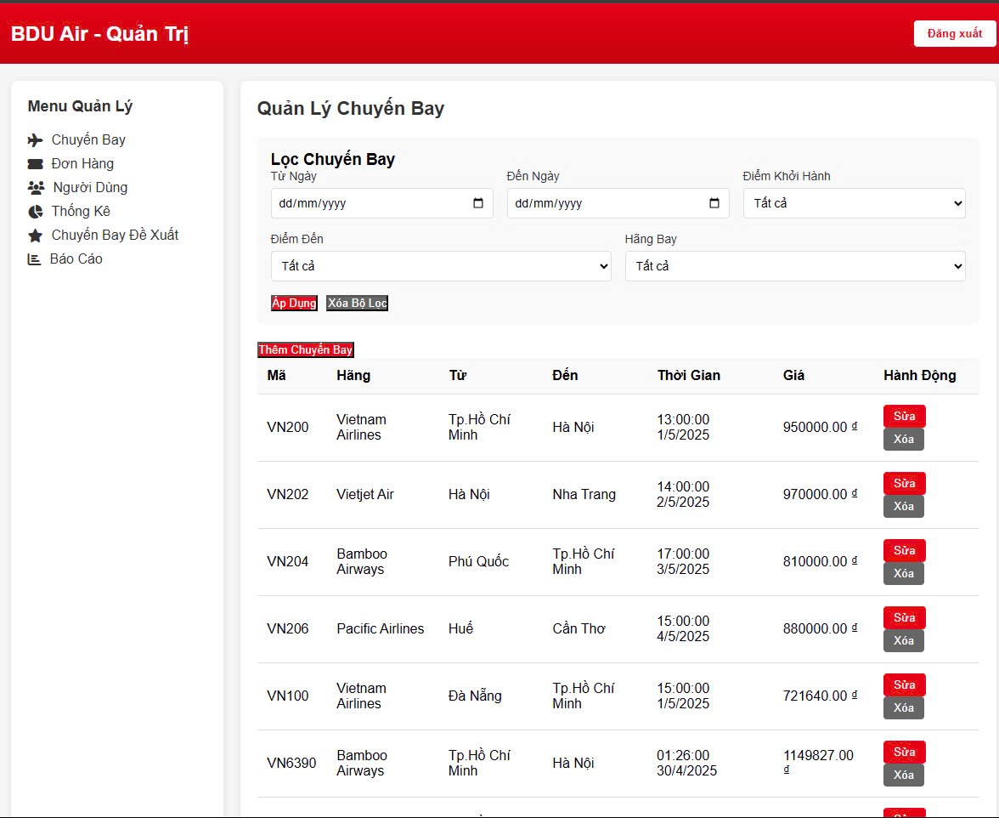 BDU Air - Quản Trị
Đăng xuất
Menu Quản Lý
Chuyến Bay
Đơn Hàng
Người Dùng
Thống Kê
Chuyến Bay Đề Xuất
Báo Cáo
Quản Lý Chuyến Bay
Lọc Chuyến Bay
Từ Ngày Đến Ngày Điểm Khởi Hành
dd/mm/yyyy dd/mm/yyyy Tất cả
Điểm Đến Hãng Bay
Tất cả Tất cả
Áp Dụng Xóa Bộ Lọc
Thêm Chuyến Bay
Mã Hãng Từ Đến Thời Gian Giá Hành Động
VN200 Vietnam Airlines Tp.Hồ Chí Minh Hà Nội 13:00:00 1/5/2025 950000.00 ₫ Sửa Xóa
VN202 Vietjet Air Hà Nội Nha Trang 14:00:00 2/5/2025 970000.00 ₫ Sửa Xóa
VN204 Bamboo Airways Phú Quốc Tp.Hồ Chí Minh 17:00:00 3/5/2025 810000.00 ₫ Sửa Xóa
VN206 Pacific Airlines Huế Cần Thơ 15:00:00 4/5/2025 880000.00 ₫ Sửa Xóa
VN100 Vietnam Airlines Đà Nẵng Tp.Hồ Chí Minh 15:00:00 1/5/2025 721640.00 ₫ Sửa Xóa
VN6390 Bamboo Airways Tp.Hồ Chí Minh Hà Nội 01:26:00 30/4/2025 1149827.00 ₫ Sửa Xóa